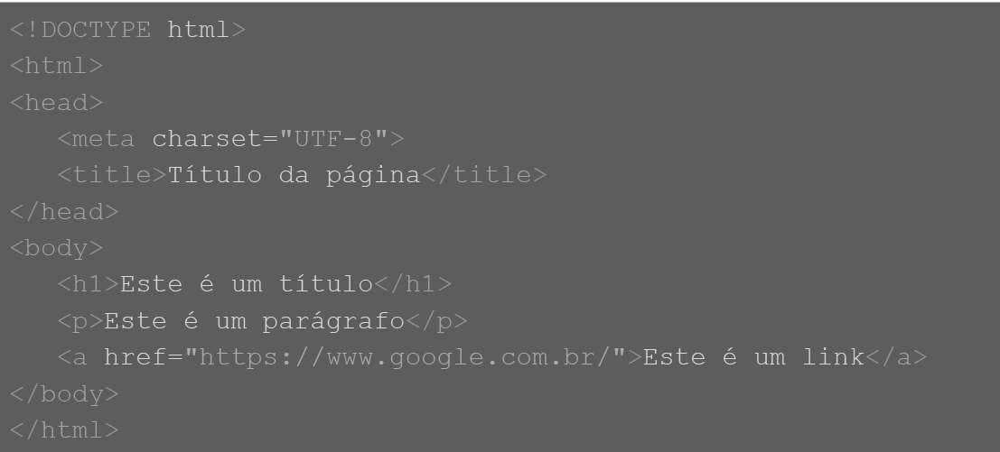 <!DOCTYPE html>
<html>
<head>
<meta charset="UTF-8">
<title>Título da página</title>
</head>
<body>
<h1>Este é um título</h1>
<p>Este é um parágrafo</p>
<a href="https://www.google.com.br/">Este é um link</a>
</body>
</html>